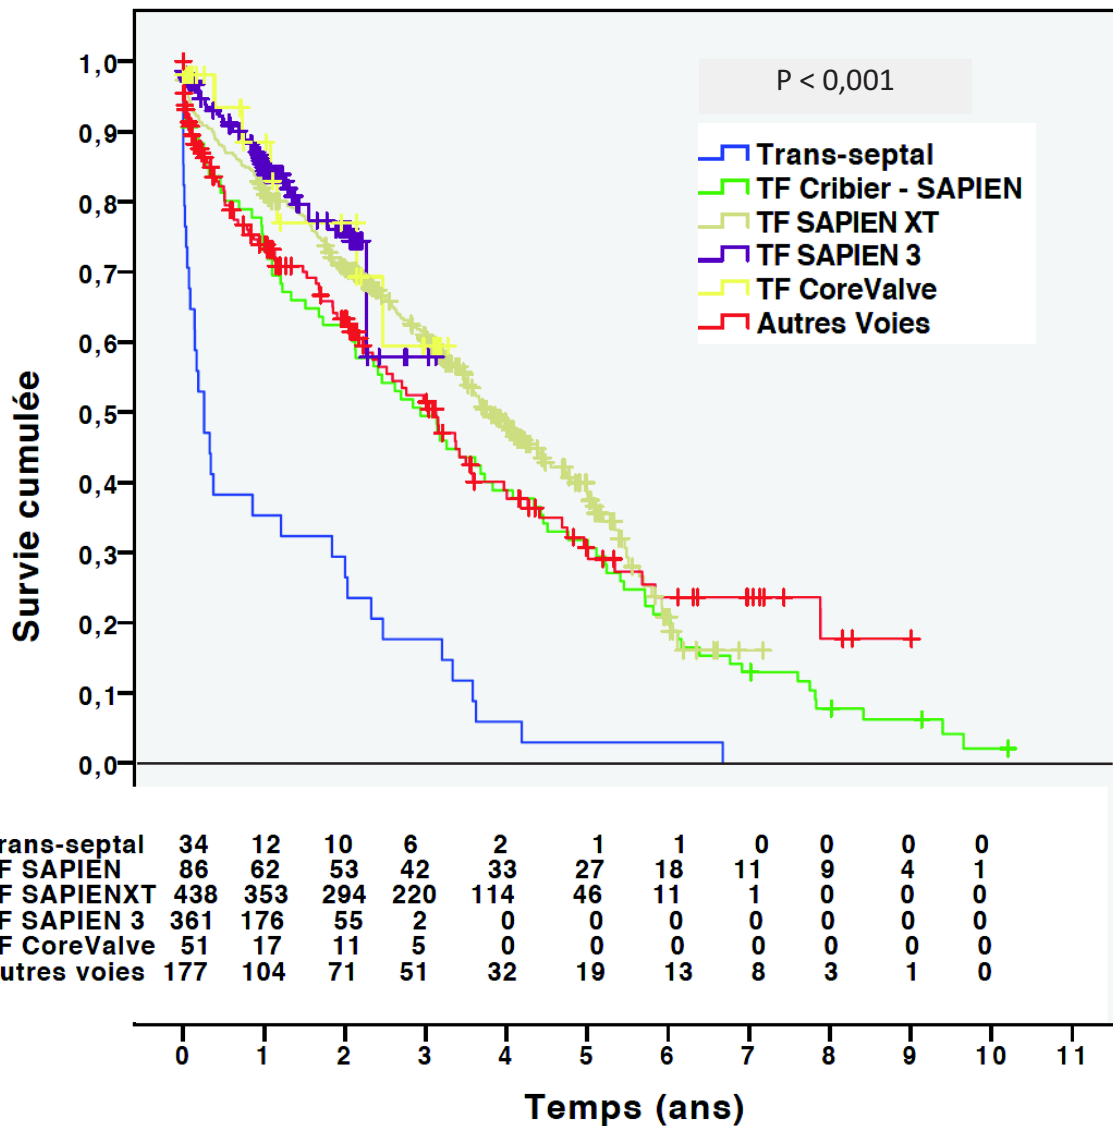 P < 0,001
Trans-septal
TF Cribier - SAPIEN
TF SAPIEN XT
TF SAPIEN 3
TF CoreValve
Autres Voies
Survie cumulée
1,0
0,9
0,8
0,7
0,6
0,5
0,4
0,3
0,2
0,1
0,0
rans-septal 34 12 10 6 2 1 1 0 0 0 0
F SAPIEN 86 62 53 42 33 27 18 11 9 4 1
F SAPIENXT 438 353 294 220 114 46 11 1 0 0 0
F SAPIEN 3 361 176 55 2 0 0 0 0 0 0 0
F CoreValve 51 17 11 5 0 0 0 0 0 0 0
utres voies 177 104 71 51 32 19 13 8 3 1 0
0 1 2 3 4 5 6 7 8 9 10 11
Temps (ans)